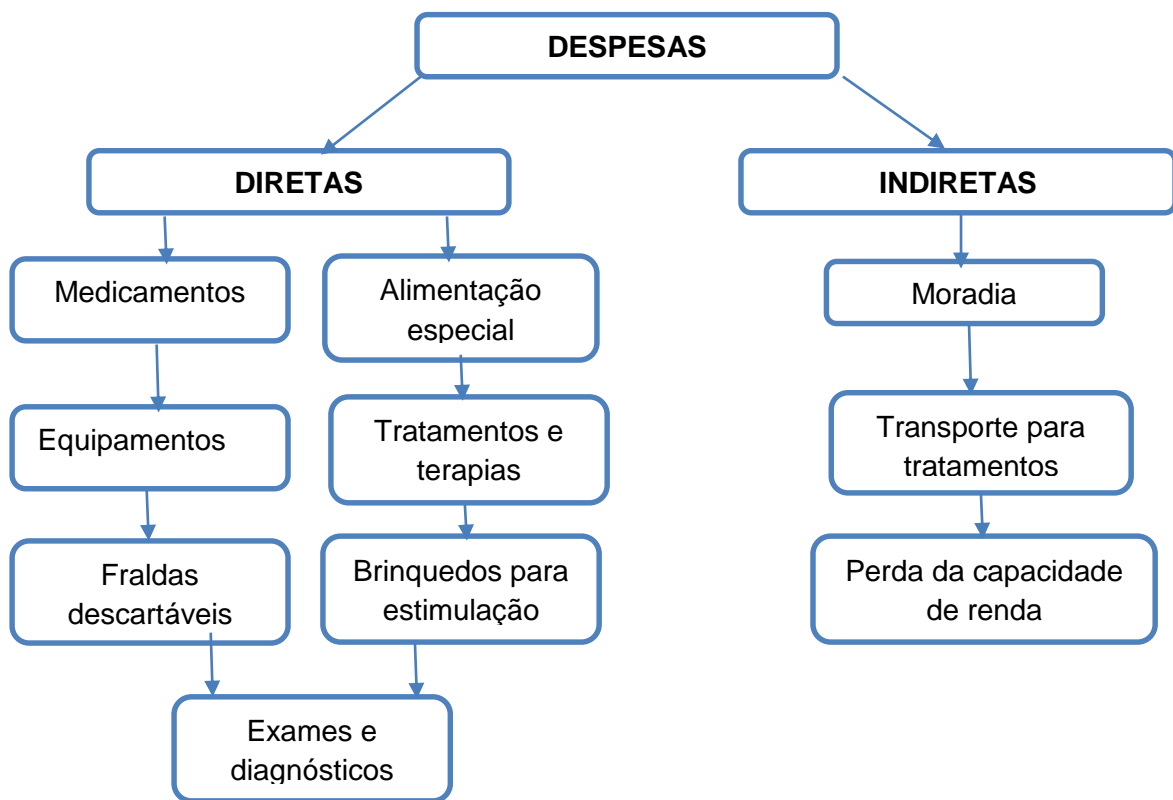 DESPESAS
DIRETAS
INDIRETAS
Medicamentos
Alimentação
especial
Moradia
Equipamentos
Tratamentos e
terapias
Transporte para
tratamentos
Fraldas
descartáveis
Brinquedos para
estimulação
Perda da capacidade
de renda
Exames e
diagnósticos